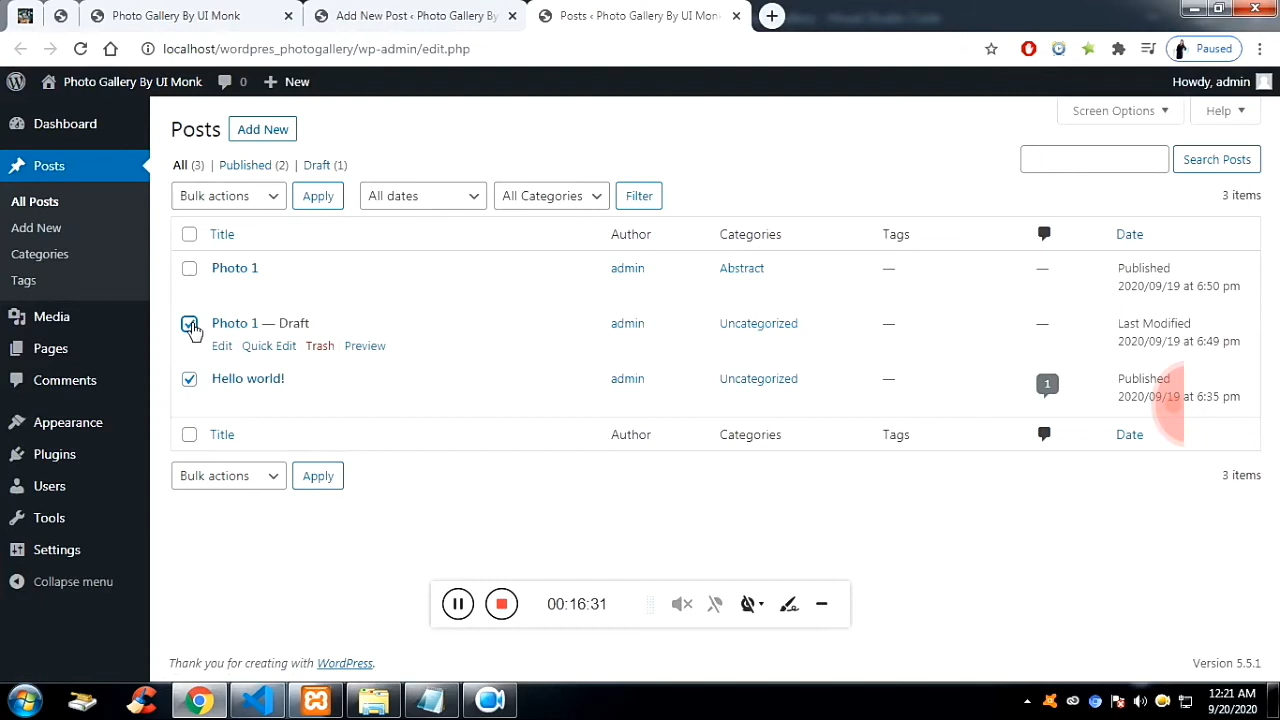 Photo Gallery By UI Monk
Add New Post ‹ Photo Gallery B
Posts ‹ Photo Gallery By UI Mon
localhost/wordpres_photogallery/wp-admin/edit.php
Paused
Photo Gallery By UI Monk
0
New
Howdy, admin
Dashboard
Posts
All Posts
Add New
Categories
Tags
Media
Pages
Comments
Appearance
Plugins
Users
Tools
Settings
Collapse menu
Posts
Add New
Screen Options
Help
All (3) | Published (2) | Draft (1)
Search Posts
Bulk actions
Apply
All dates
All Categories
Filter
3 items
Title Author Categories Tags Date
Photo 1 admin Abstract — — Published
2020/09/19 at 6:50 pm
Photo 1 — Draft admin Uncategorized — — Last Modified
2020/09/19 at 6:49 pm
Edit Quick Edit Trash Preview
Hello world! admin Uncategorized — 1 Published
2020/09/19 at 6:35 pm
Title Author Categories Tags Date
Bulk actions
Apply
3 items
00:16:31
Thank you for creating with WordPress.
Version 5.5.1
12:21 AM
9/20/2020